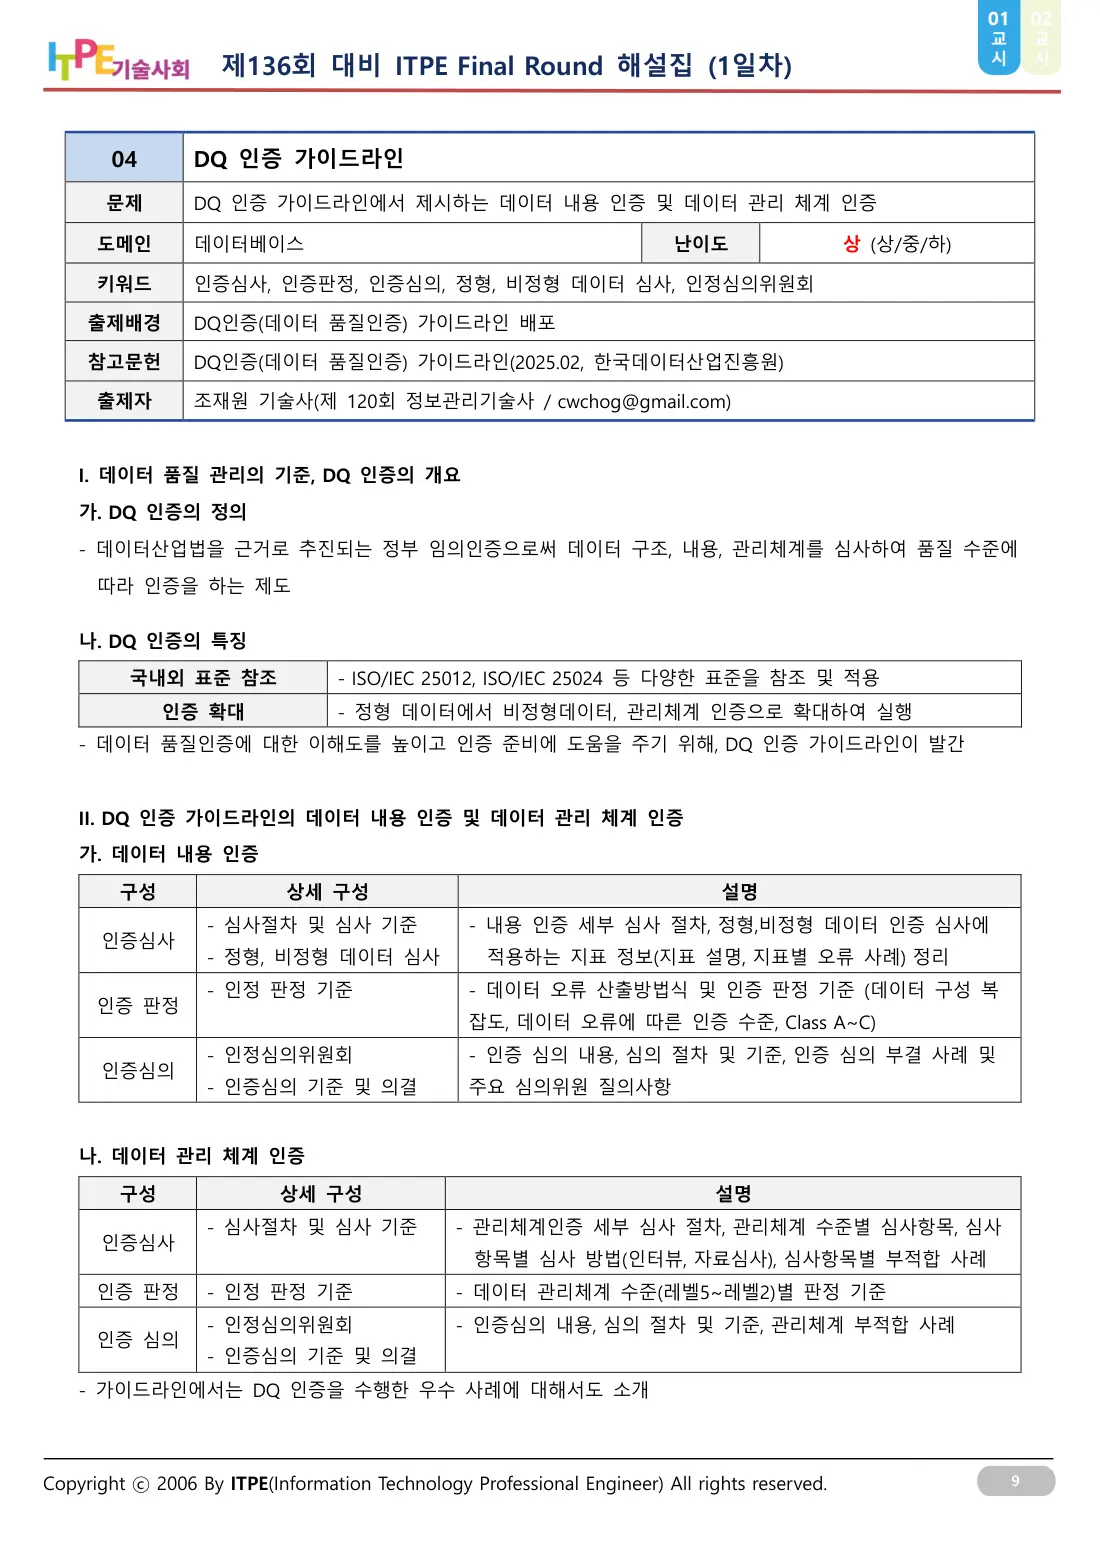 ITPE기술사회 제136회 대비 ITPE Final Round 해설집 (1일차)
01 교 시
02 교 시
04 DQ 인증 가이드라인
문제 DQ 인증 가이드라인에서 제시하는 데이터 내용 인증 및 데이터 관리 체계 인증
도메인 데이터베이스 난이도 상 (상/중/하)
키워드 인증심사, 인증판정, 인증심의, 정형, 비정형 데이터 심사, 인정심의위원회
출제배경 DQ인증(데이터 품질인증) 가이드라인 배포
참고문헌 DQ인증(데이터 품질인증) 가이드라인(2025.02, 한국데이터산업진흥원)
출제자 조재원 기술사(제 120회 정보관리기술사 / cwchog@gmail.com)
I. 데이터 품질 관리의 기준, DQ 인증의 개요
가. DQ 인증의 정의
- 데이터산업법을 근거로 추진되는 정부 임의인증으로써 데이터 구조, 내용, 관리체계를 심사하여 품질 수준에
따라 인증을 하는 제도
나. DQ 인증의 특징
국내외 표준 참조 - ISO/IEC 25012, ISO/IEC 25024 등 다양한 표준을 참조 및 적용
인증 확대 - 정형 데이터에서 비정형데이터, 관리체계 인증으로 확대하여 실행
- 데이터 품질인증에 대한 이해도를 높이고 인증 준비에 도움을 주기 위해, DQ 인증 가이드라인이 발간
II. DQ 인증 가이드라인의 데이터 내용 인증 및 데이터 관리 체계 인증
가. 데이터 내용 인증
구성 상세 구성 설명
인증심사
- 심사절차 및 심사 기준
- 정형, 비정형 데이터 심사
- 내용 인증 세부 심사 절차, 정형,비정형 데이터 인증 심사에
적용하는 지표 정보(지표 설명, 지표별 오류 사례) 정리
인증 판정
- 인정 판정 기준
- 데이터 오류 산출방법식 및 인증 판정 기준 (데이터 구성 복
잡도, 데이터 오류에 따른 인증 수준, Class A~C)
인증심의
- 인정심의위원회
- 인증심의 기준 및 의결
- 인증 심의 내용, 심의 절차 및 기준, 인증 심의 부결 사례 및
주요 심의위원 질의사항
나. 데이터 관리 체계 인증
구성 상세 구성 설명
인증심사
- 심사절차 및 심사 기준
- 관리체계인증 세부 심사 절차, 관리체계 수준별 심사항목, 심사
항목별 심사 방법(인터뷰, 자료심사), 심사항목별 부적합 사례
인증 판정 - 인정 판정 기준 - 데이터 관리체계 수준(레벨5~레벨2)별 판정 기준
인증 심의
- 인정심의위원회
- 인증심의 기준 및 의결
- 인증심의 내용, 심의 절차 및 기준, 관리체계 부적합 사례
- 가이드라인에서는 DQ 인증을 수행한 우수 사례에 대해서도 소개
Copyright ⓒ 2006 By ITPE(Information Technology Professional Engineer) All rights reserved.
9